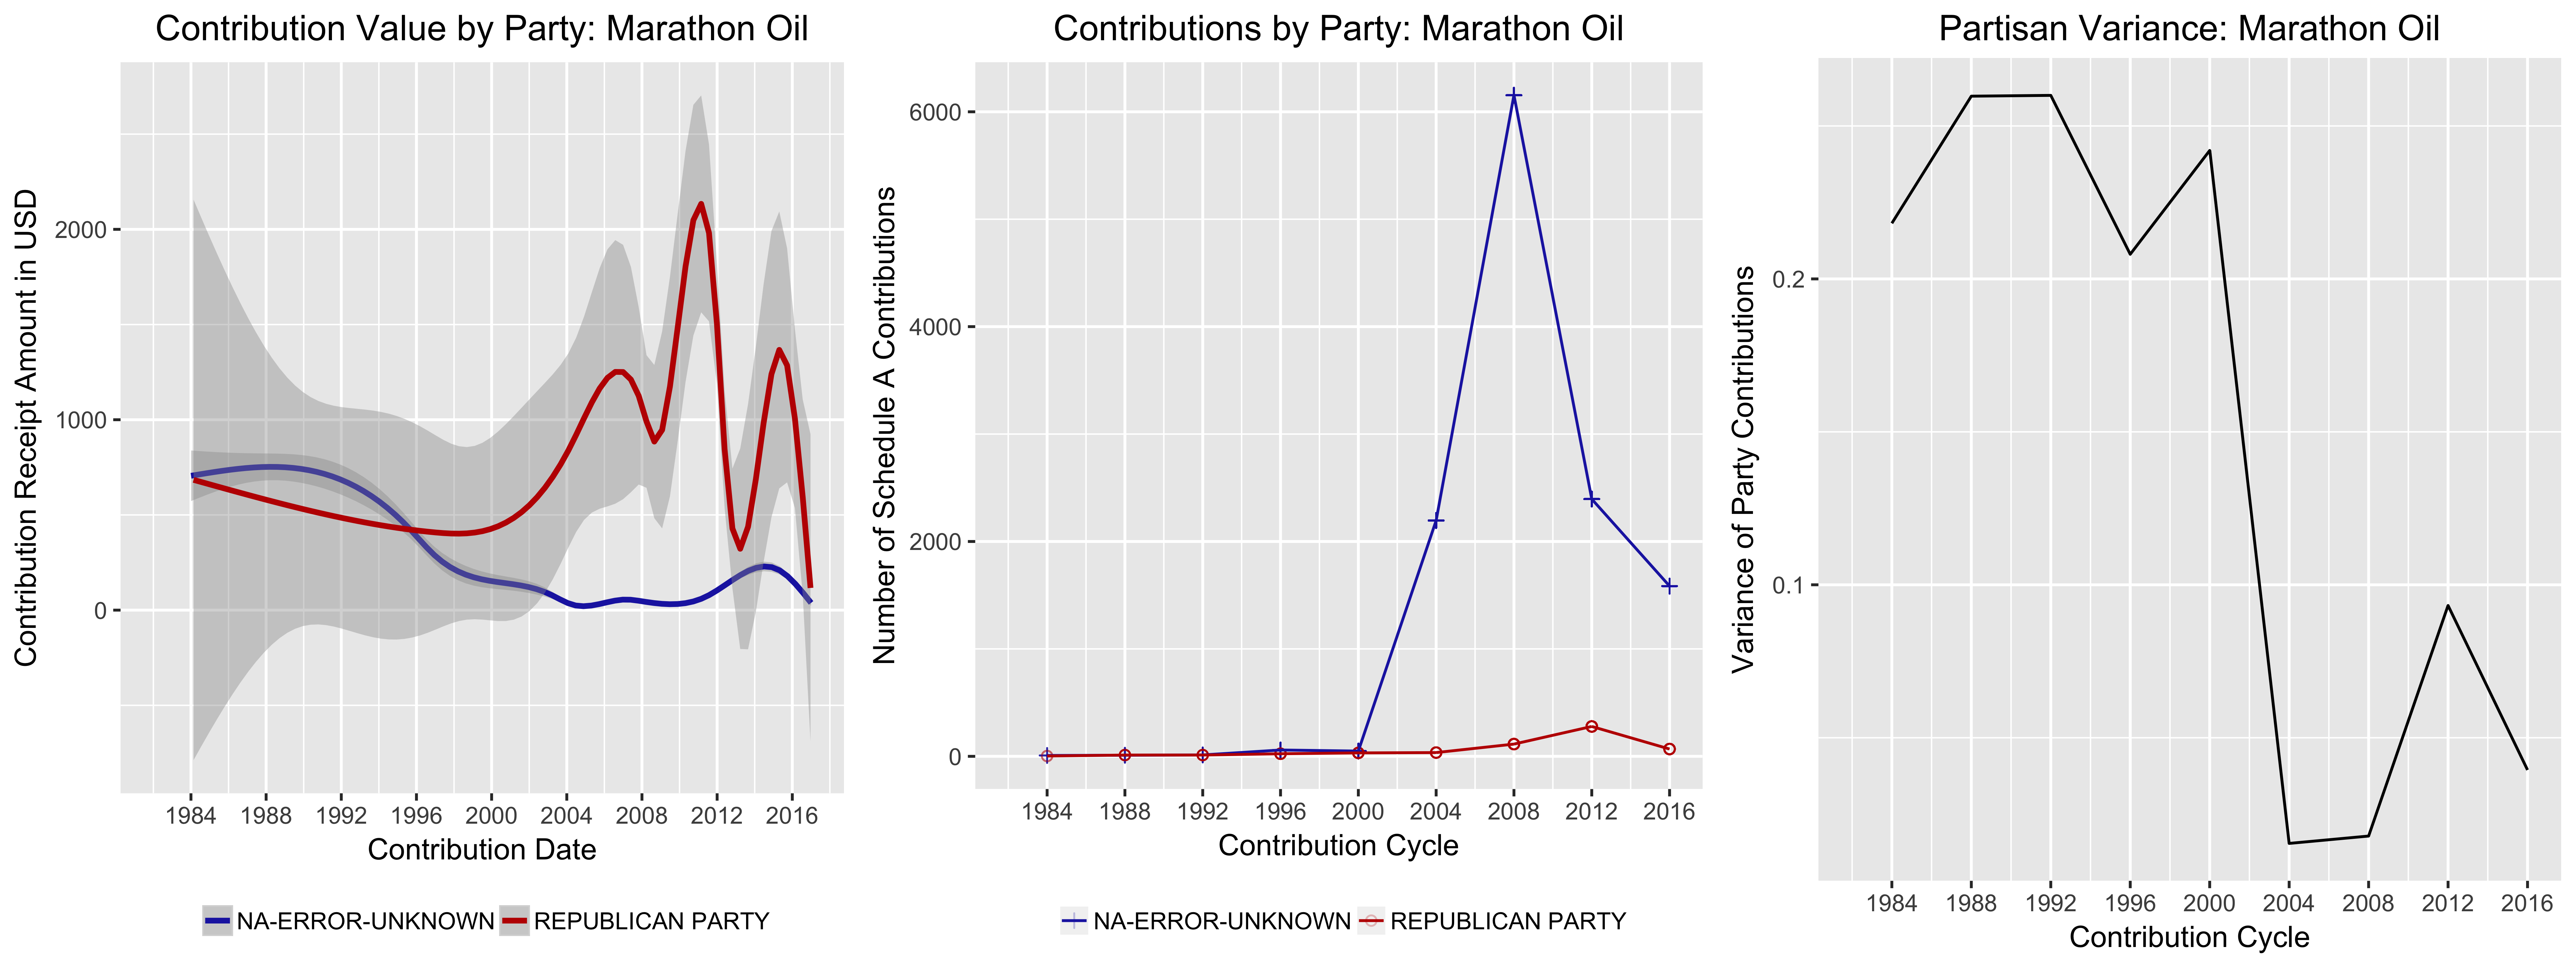 Contribution Value by Party: Marathon Oil
Contribution Receipt Amount in USD
2000
1000
0
1984 1988 1992 1996 2000 2004 2008 2012 2016
Contribution Date
NA-ERROR-UNKNOWN REPUBLICAN PARTY
Contributions by Party: Marathon Oil
Number of Schedule A Contributions
6000
4000
2000
0
1984 1988 1992 1996 2000 2004 2008 2012 2016
Contribution Cycle
NA-ERROR-UNKNOWN REPUBLICAN PARTY
Partisan Variance: Marathon Oil
Variance of Party Contributions
0.2
0.1
1984 1988 1992 1996 2000 2004 2008 2012 2016
Contribution Cycle